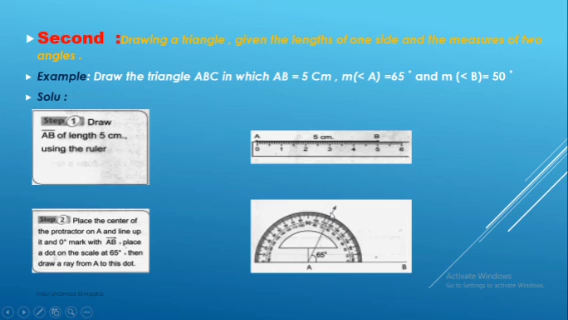 Second : Drawing a triangle , given the lengths of one side and the measures of two
angles .
Example: Draw the triangle ABC in which AB = 5 Cm , m(< A) =65 ° and m (< B)= 50 °
Solu :
Step 1 Draw
AB of length 5 cm.,
using the ruler
A 5 cm. B
0 1 2 3 4 5 6
Step 2 Place the center of
the protractor on A and line up
it and 0° mark with AB , place
a dot on the scale at 65° , then
draw a ray from A to this dot.
65°
A B
Activate Windows
Go to Settings to activate Windows.